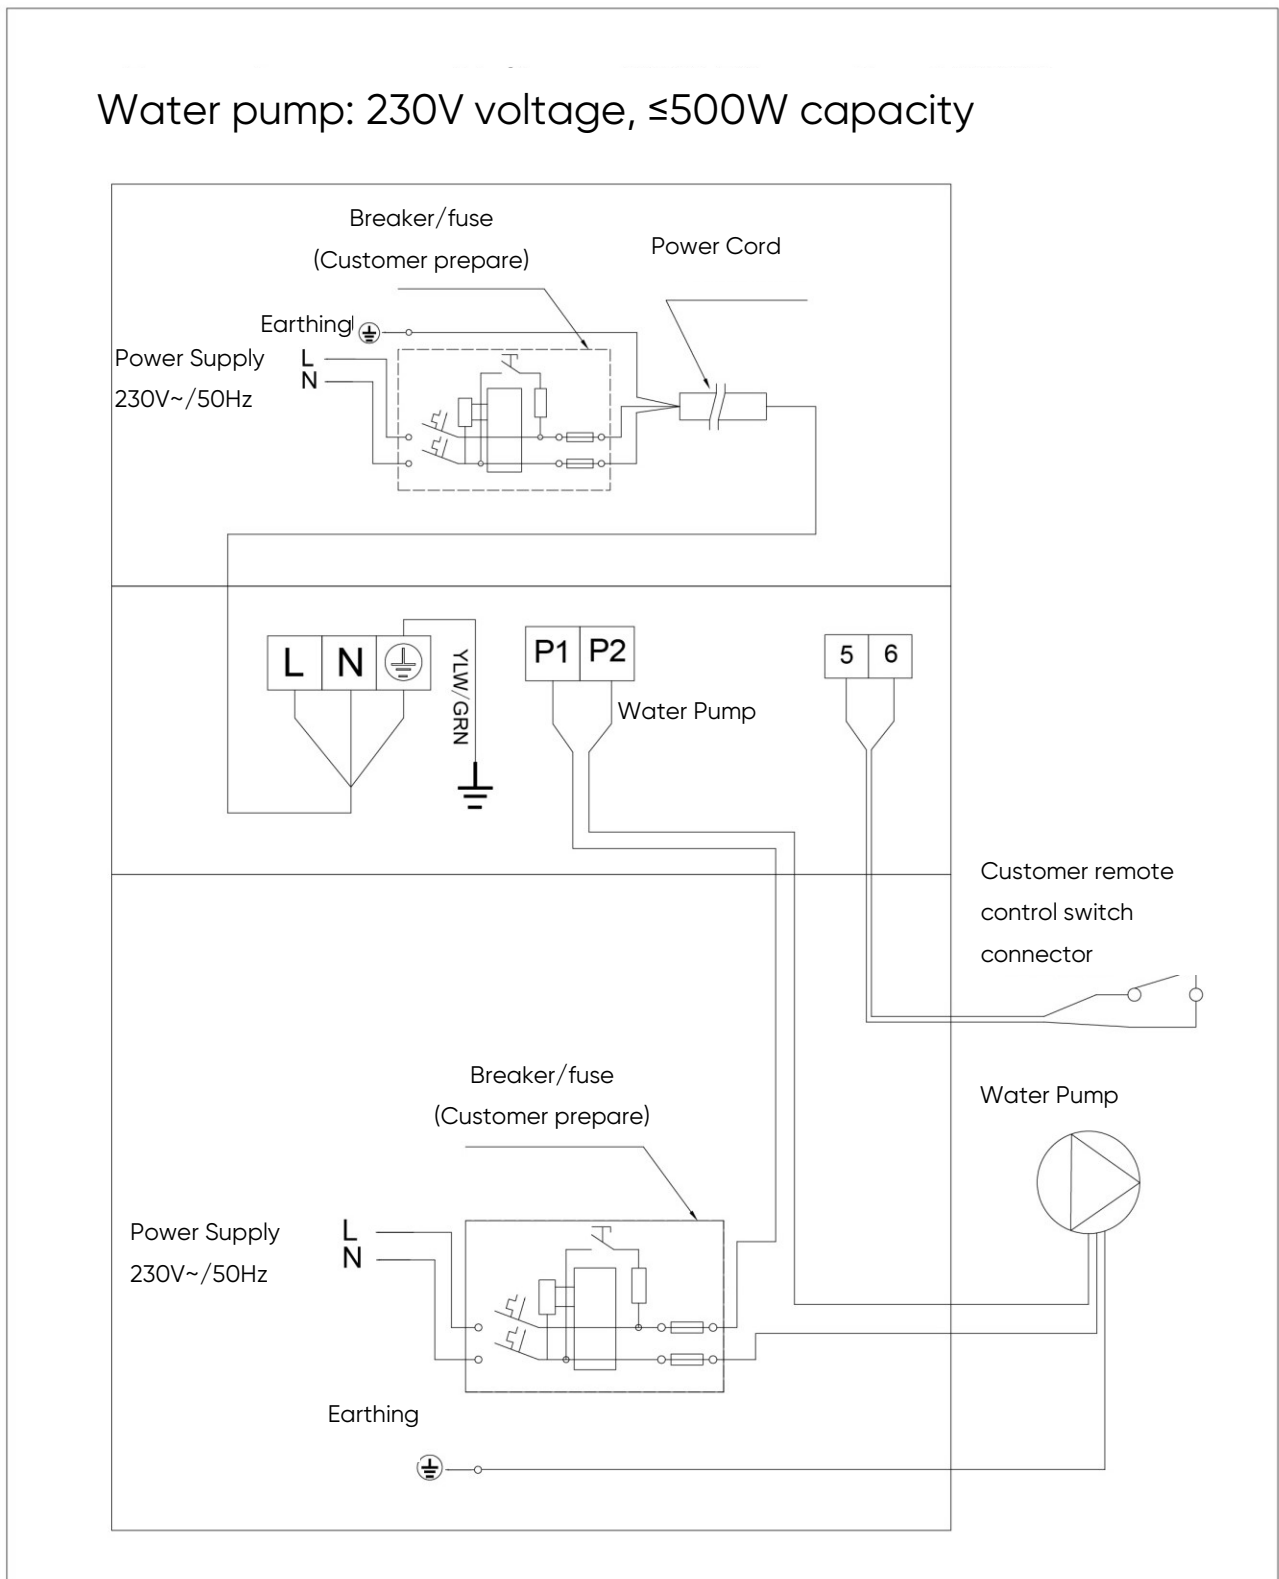 Water pump: 230V voltage, ≤500W capacity
Breaker/fuse
(Customer prepare)
Power Cord
Earthing
Power Supply
230V~/50Hz
L
N
L N
YLW/GRN
P1 P2
Water Pump
5 6
Customer remote
control switch
connector
Breaker/fuse
(Customer prepare)
Water Pump
Power Supply
230V~/50Hz
L
N
Earthing